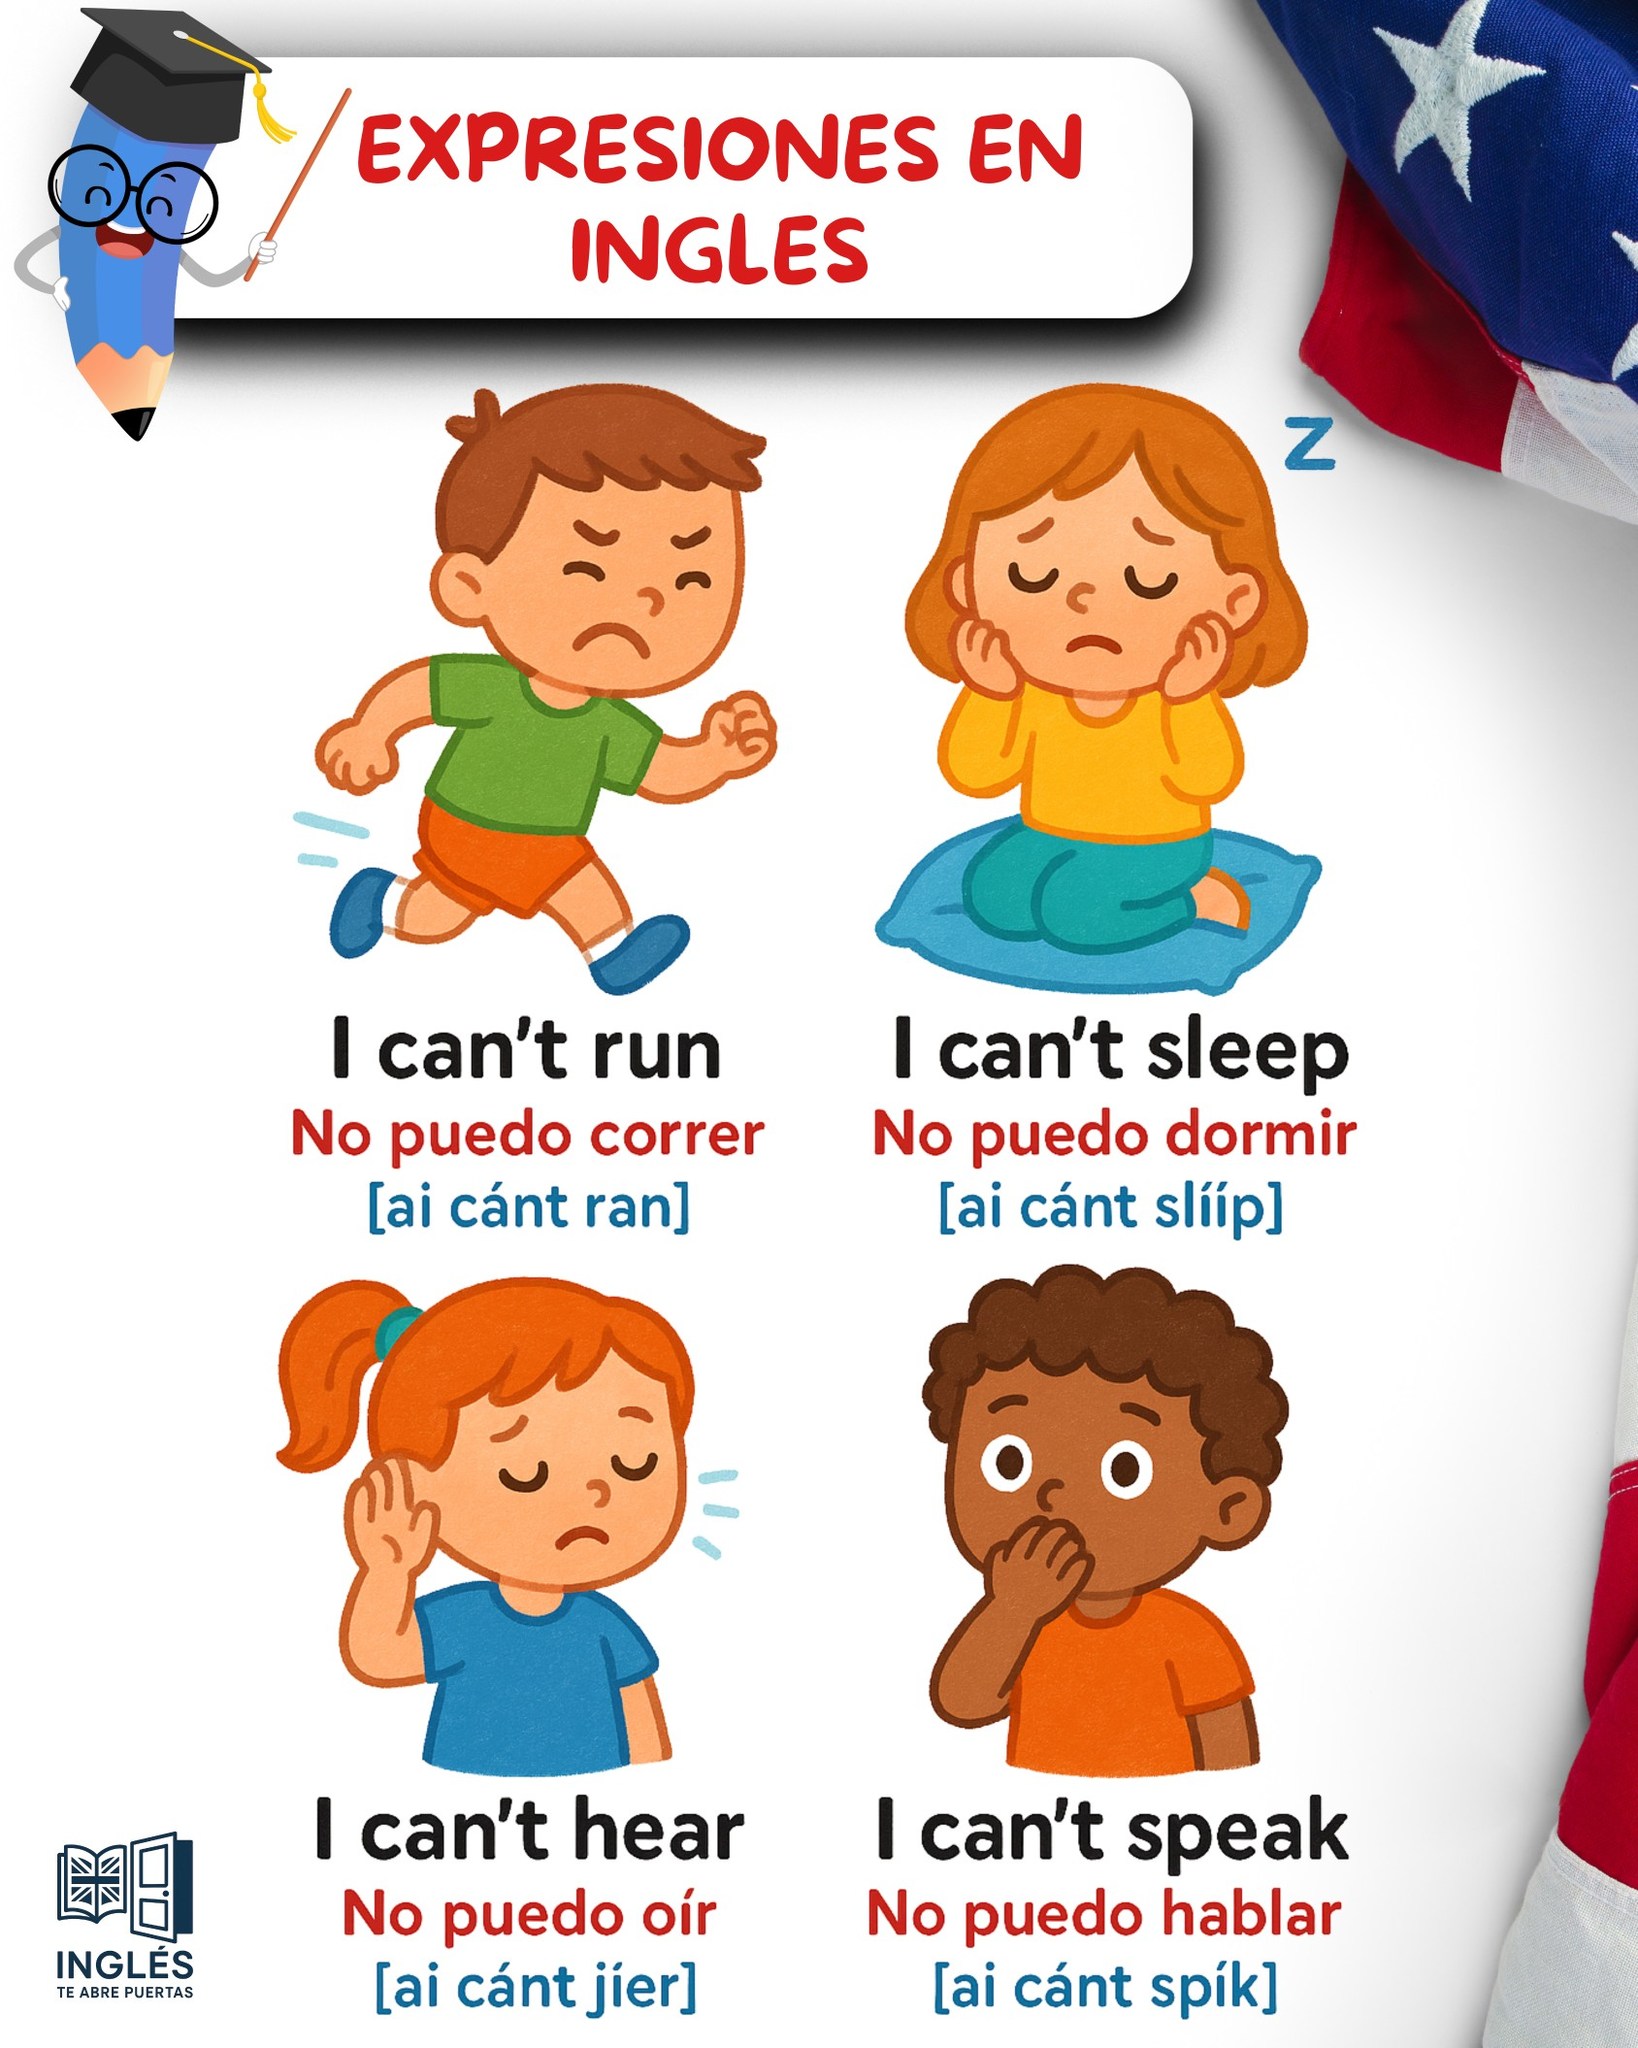 EXPRESIONES EN
INGLES
Z
I can't run
No puedo correr
[ai cánt ran]
I can't sleep
No puedo dormir
[ai cánt slííp]
I can't hear
No puedo oír
[ai cánt jíer]
I can't speak
No puedo hablar
[ai cánt spík]
INGLÉS
TE ABRE PUERTAS